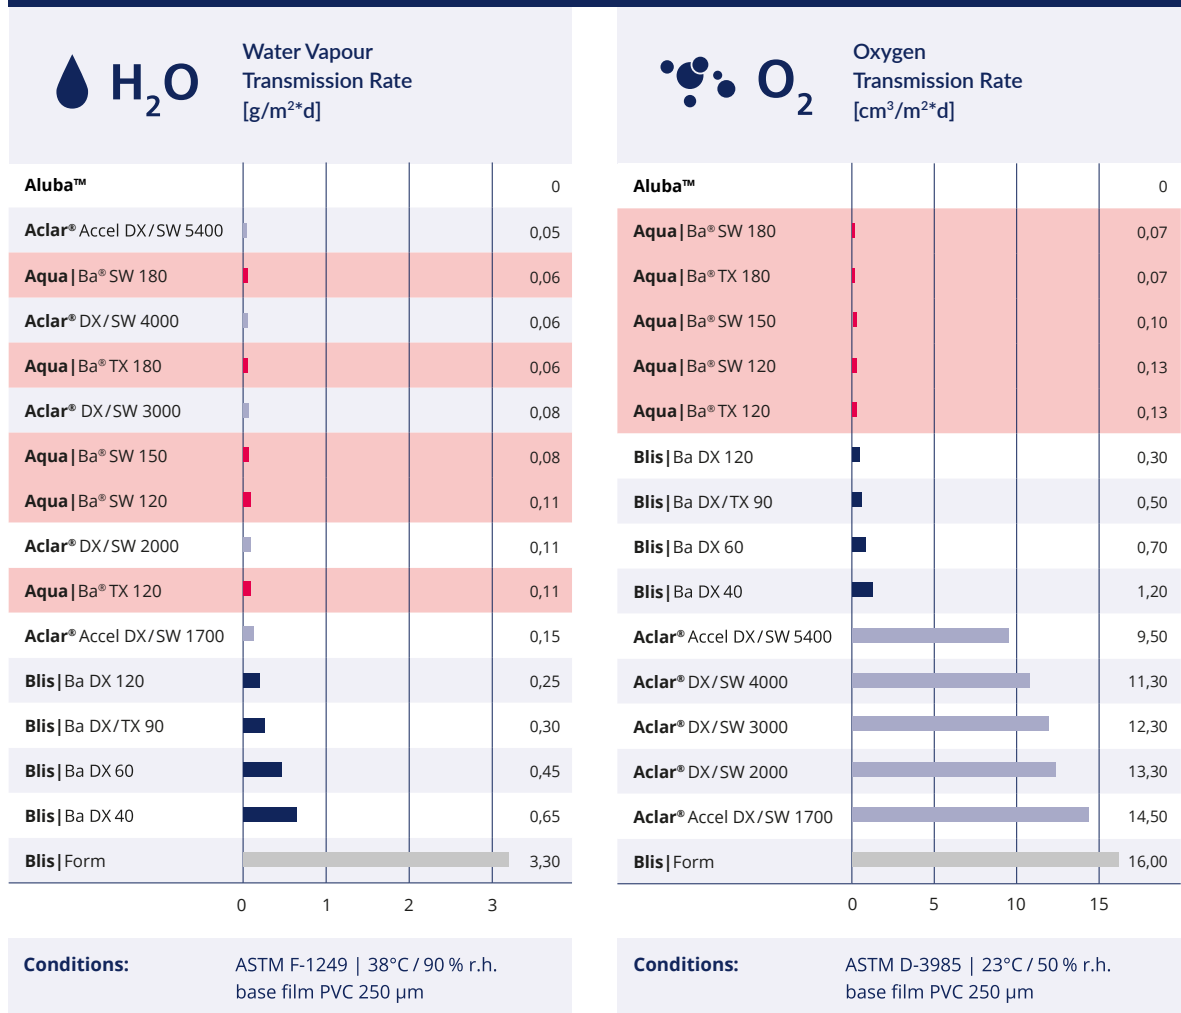 H2O
Water Vapour
Transmission Rate
[g/m²*d]
Aluba™ 0
Aclar® Accel DX/SW 5400 0,05
Aqua|Ba® SW 180 0,06
Aclar® DX/SW 4000 0,06
Aqua|Ba® TX 180 0,06
Aclar® DX/SW 3000 0,08
Aqua|Ba® SW 150 0,08
Aqua|Ba® SW 120 0,11
Aclar® DX/SW 2000 0,11
Aqua|Ba® TX 120 0,11
Aclar® Accel DX/SW 1700 0,15
Blis|Ba DX 120 0,25
Blis|Ba DX/TX 90 0,30
Blis|Ba DX 60 0,45
Blis|Ba DX 40 0,65
Blis|Form 3,30
0 1 2 3
Conditions: ASTM F-1249 | 38°C / 90 % r.h.
base film PVC 250 µm
O2
Oxygen
Transmission Rate
[cm³/m²*d]
Aluba™ 0
Aqua|Ba® SW 180 0,07
Aqua|Ba® TX 180 0,07
Aqua|Ba® SW 150 0,10
Aqua|Ba® SW 120 0,13
Aqua|Ba® TX 120 0,13
Blis|Ba DX 120 0,30
Blis|Ba DX/TX 90 0,50
Blis|Ba DX 60 0,70
Blis|Ba DX 40 1,20
Aclar® Accel DX/SW 5400 9,50
Aclar® DX/SW 4000 11,30
Aclar® DX/SW 3000 12,30
Aclar® DX/SW 2000 13,30
Aclar® Accel DX/SW 1700 14,50
Blis|Form 16,00
0 5 10 15
Conditions: ASTM D-3985 | 23°C / 50 % r.h.
base film PVC 250 µm